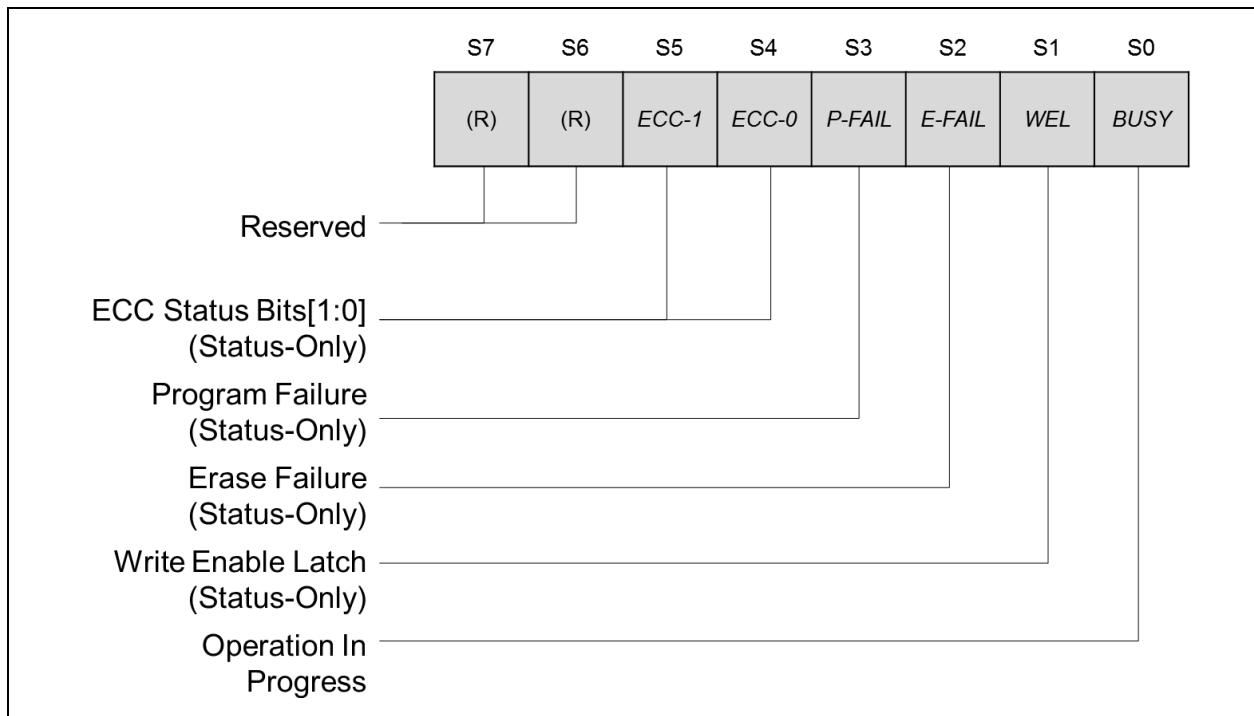 S7 S6 S5 S4 S3 S2 S1 S0
(R) (R) ECC-1 ECC-0 P-FAIL E-FAIL WEL BUSY
Reserved
ECC Status Bits[1:0]
(Status-Only)
Program Failure
(Status-Only)
Erase Failure
(Status-Only)
Write Enable Latch
(Status-Only)
Operation In
Progress